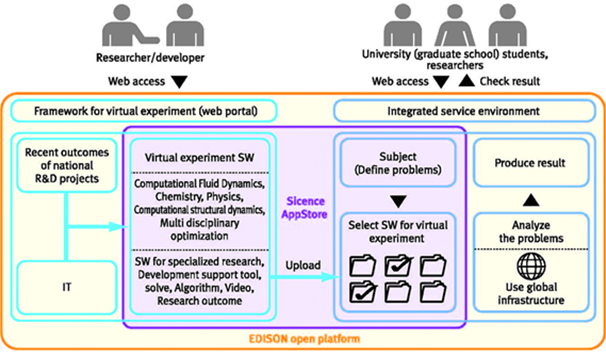 Researcher/developer
Web access
University (graduate school) students,
researchers
Web access
Check result
Framework for virtual experiment (web portal)
Integrated service environment
Recent outcomes
of national
R&D projects
IT
Virtual experiment SW
Computational Fluid Dynamics,
Chemistry, Physics,
Computational structural dynamics,
Multi disciplinary
optimization
SW for specialized research,
Development support tool,
solve, Algorithm, Video,
Research outcome
Sicence
AppStore
Upload
Subject
(Define problems)
Select SW for virtual
experiment
Produce result
Analyze
the problems
Use global
infrastructure
EDISON open platform